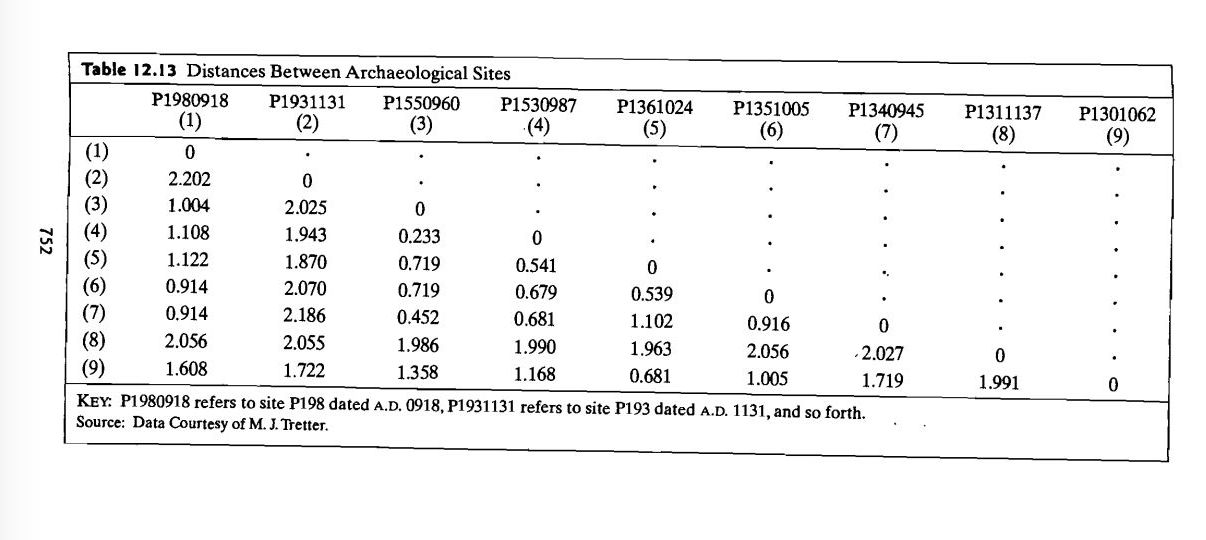 Table 12.13 Distances Between Archaeological Sites
P1980918 P1931131 P1550960 P1530987 P1361024 P1351005 P1340945 P1311137 P1301062
(1) (2) (3) (4) (5) (6) (7) (8) (9)
(1) 0 . . . . . . . .
(2) 2.202 0 . . . . . . .
(3) 1.004 2.025 0 . . . . . .
(4) 1.108 1.943 0.233 0 . . . . .
(5) 1.122 1.870 0.719 0.541 0 . . . .
(6) 0.914 2.070 0.719 0.679 0.539 0 . . .
(7) 0.914 2.186 0.452 0.681 1.102 0.916 0 . .
(8) 2.056 2.055 1.986 1.990 1.963 2.056 2.027 0 .
(9) 1.608 1.722 1.358 1.168 0.681 1.005 1.719 1.991 0
KEY: P1980918 refers to site P198 dated A.D. 0918, P1931131 refers to site P193 dated A.D. 1131, and so forth.
Source: Data Courtesy of M. J. Tretter.
752